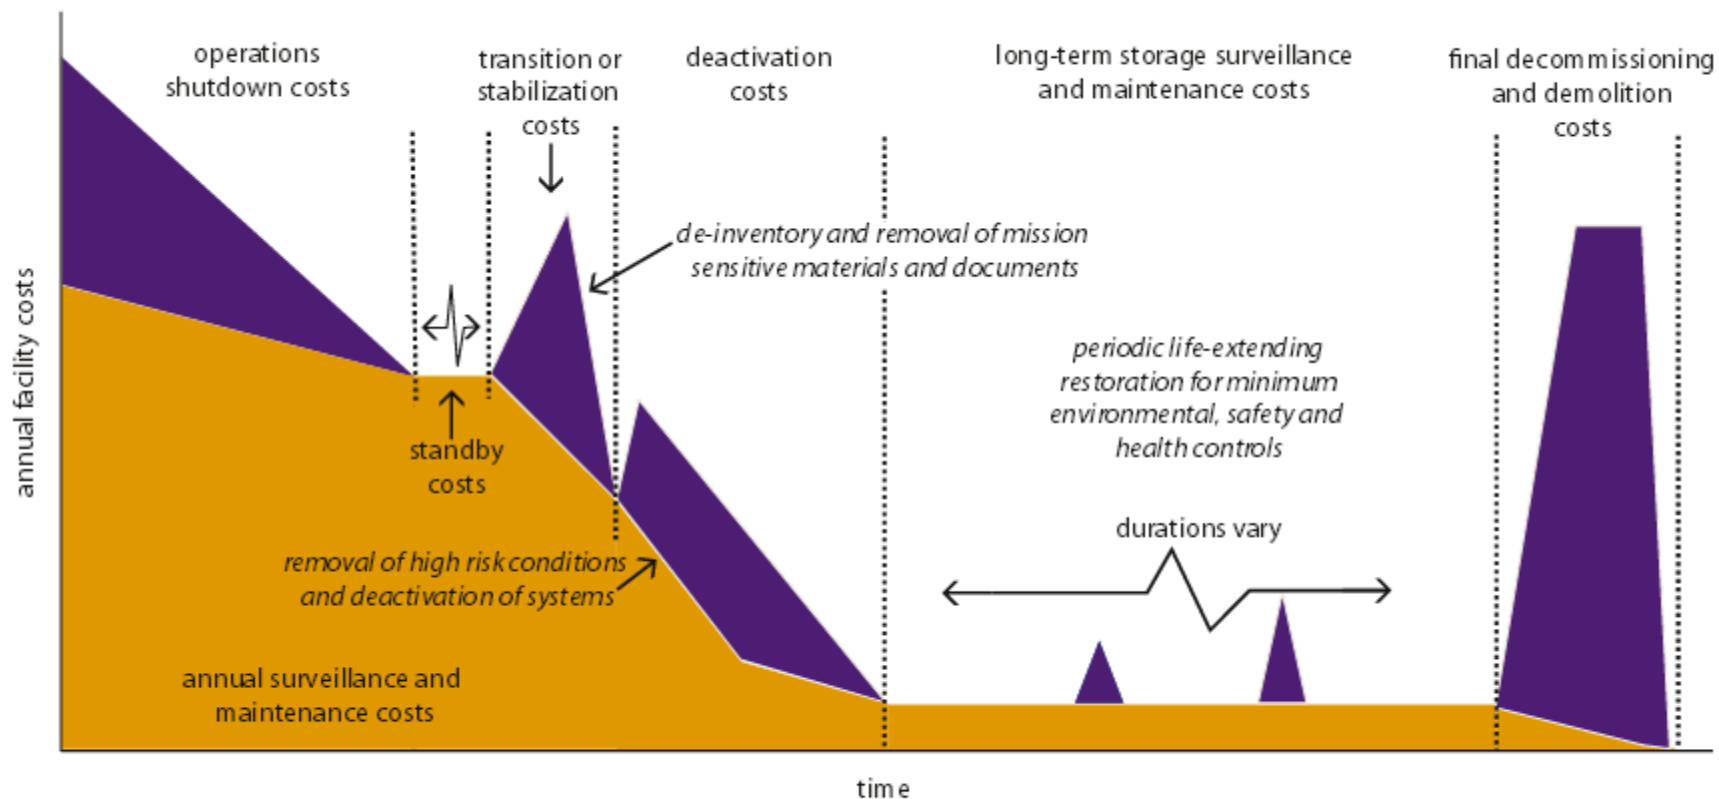 operations
shutdown costs
transition or
stabilization
costs
deactivation
costs
long-term storage surveillance
and maintenance costs
final decommissioning
and demolition
costs
de-inventory and removal of mission
sensitive materials and documents
annual facility costs
periodic life-extending
restoration for minimum
environmental, safety and
health controls
standby
costs
durations vary
removal of high risk conditions
and deactivation of systems
annual surveillance and
maintenance costs
time